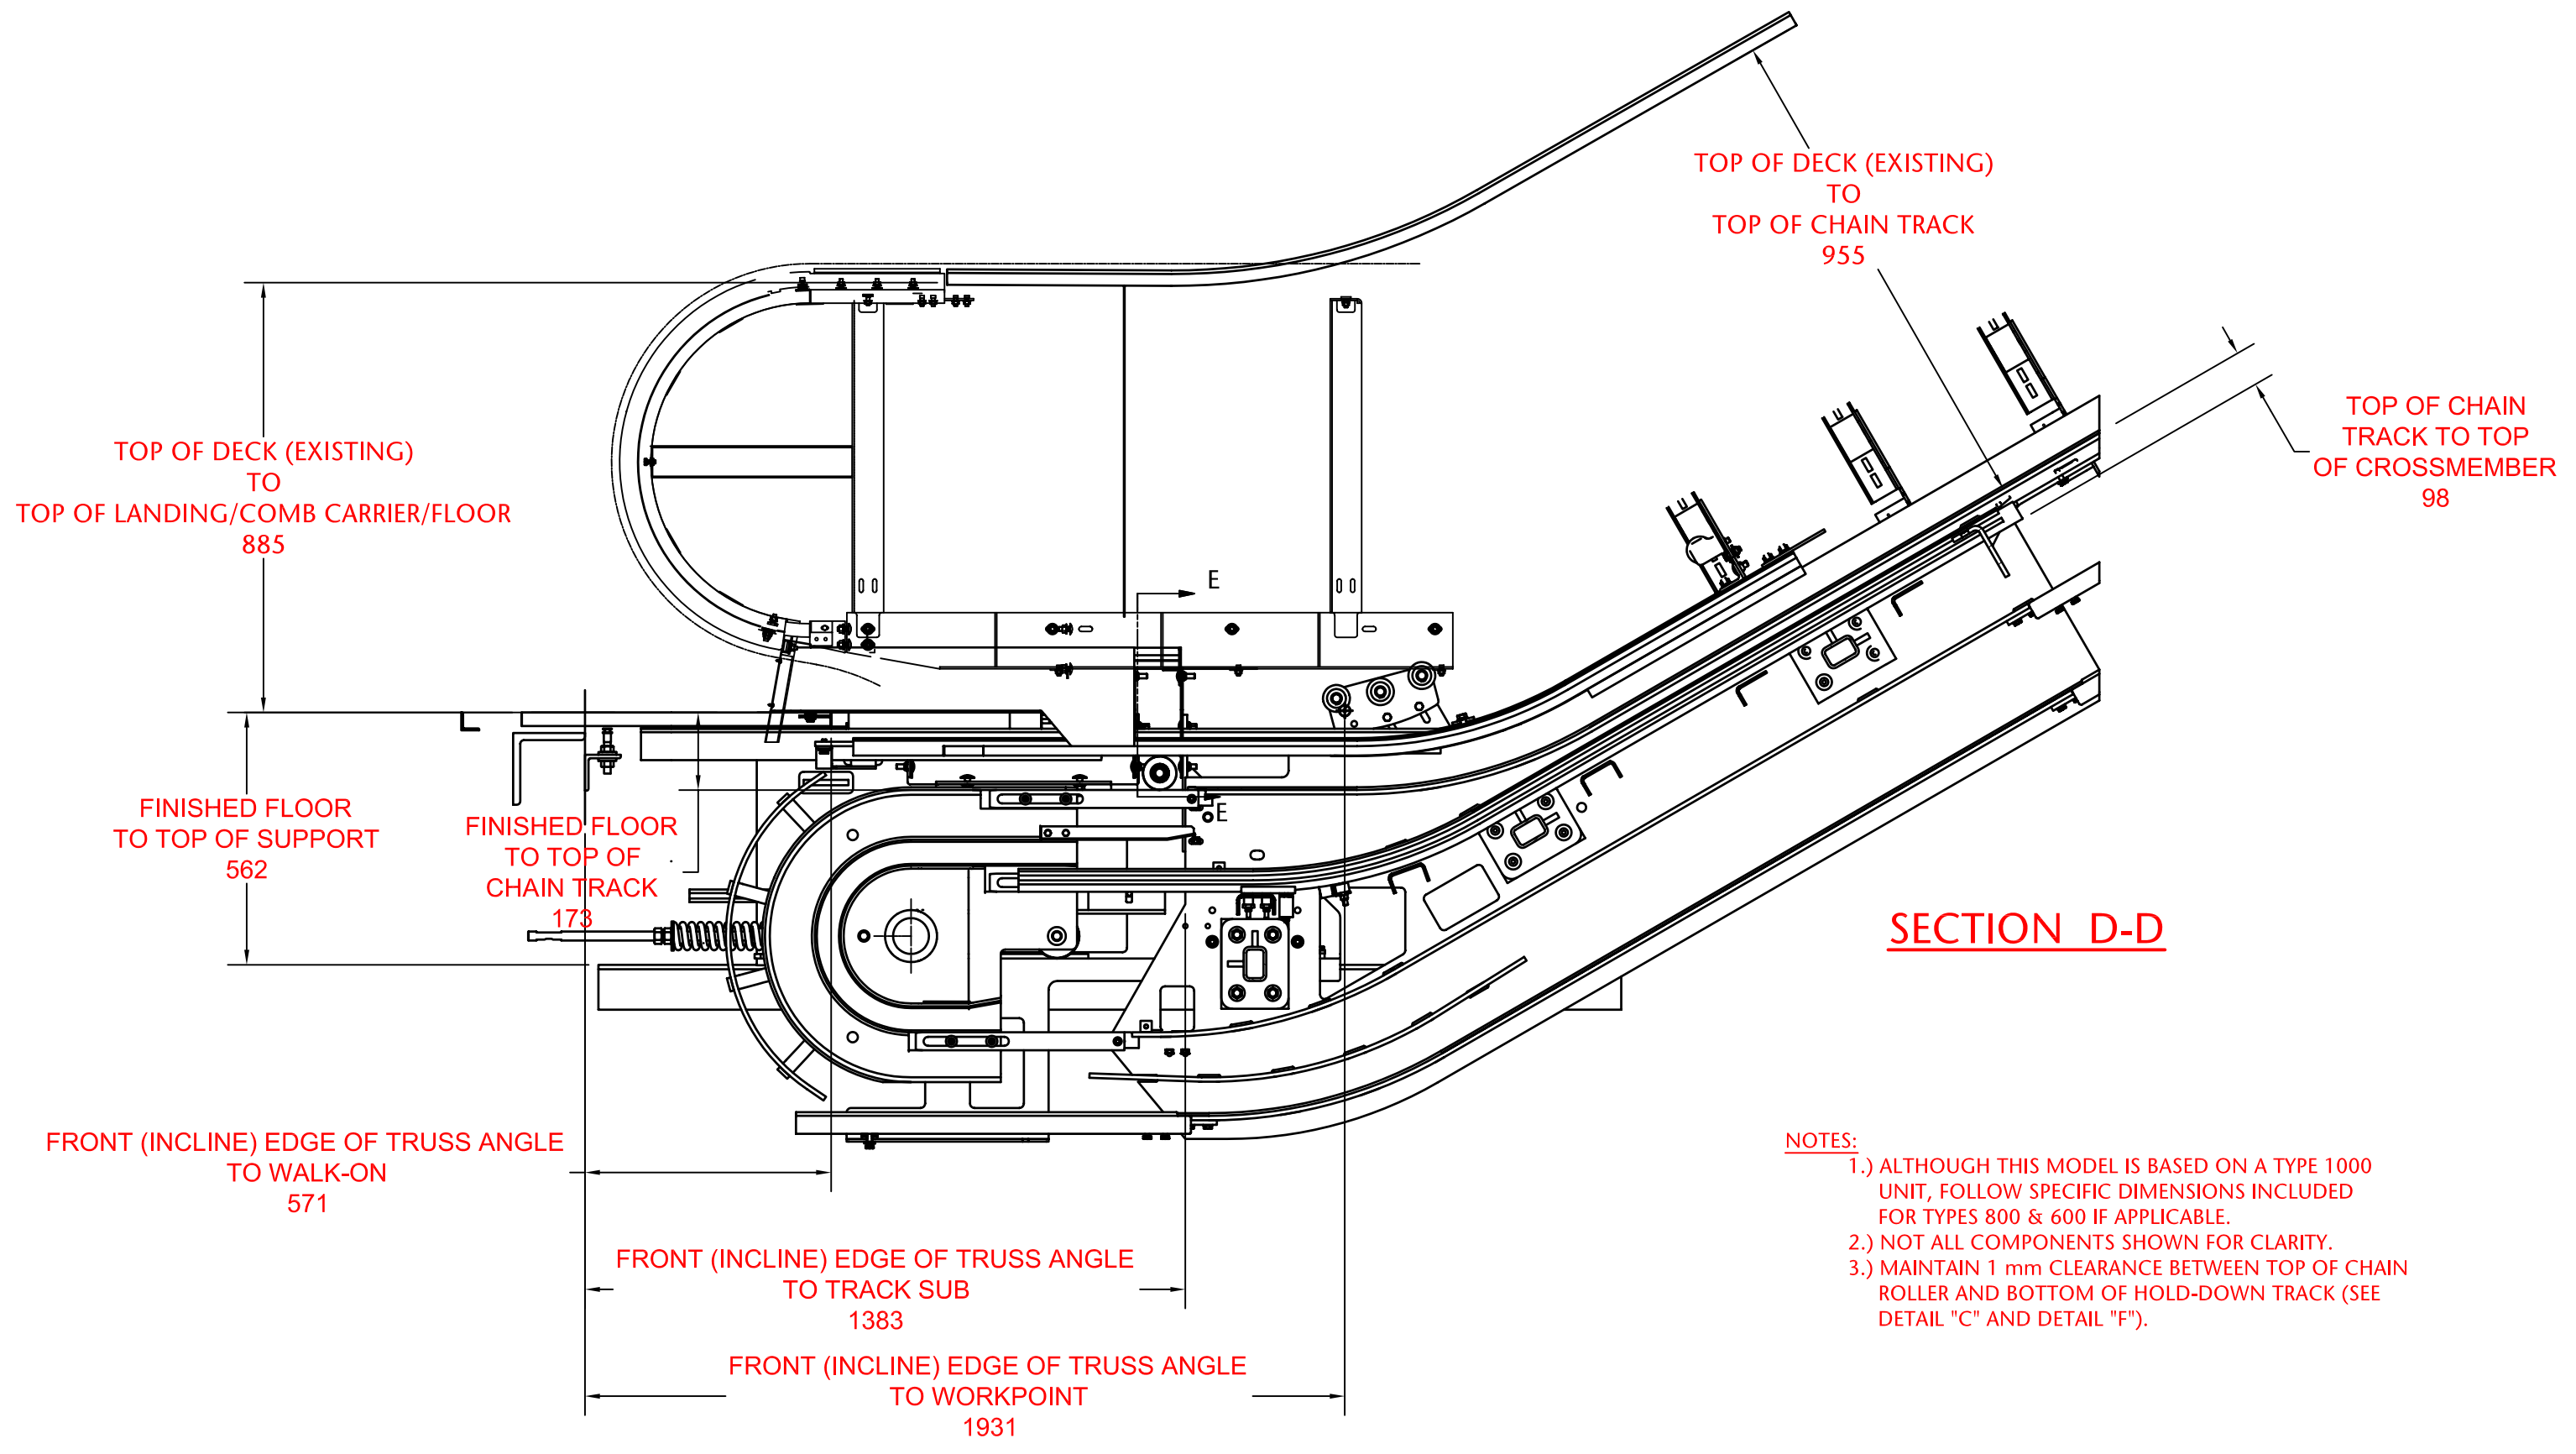 TOP OF DECK (EXISTING)
TO
TOP OF CHAIN TRACK
955
TOP OF CHAIN
TRACK TO TOP
OF CROSSMEMBER
98
TOP OF DECK (EXISTING)
TO
TOP OF LANDING/COMB CARRIER/FLOOR
885
E
FINISHED FLOOR
TO TOP OF SUPPORT
562
FINISHED FLOOR
TO TOP OF
CHAIN TRACK
173
E
SECTION D-D
FRONT (INCLINE) EDGE OF TRUSS ANGLE
TO WALK-ON
571
FRONT (INCLINE) EDGE OF TRUSS ANGLE
TO TRACK SUB
1383
FRONT (INCLINE) EDGE OF TRUSS ANGLE
TO WORKPOINT
1931
NOTES:
1.) ALTHOUGH THIS MODEL IS BASED ON A TYPE 1000
UNIT, FOLLOW SPECIFIC DIMENSIONS INCLUDED
FOR TYPES 800 & 600 IF APPLICABLE.
2.) NOT ALL COMPONENTS SHOWN FOR CLARITY.
3.) MAINTAIN 1 mm CLEARANCE BETWEEN TOP OF CHAIN
ROLLER AND BOTTOM OF HOLD-DOWN TRACK (SEE
DETAIL "C" AND DETAIL "F").